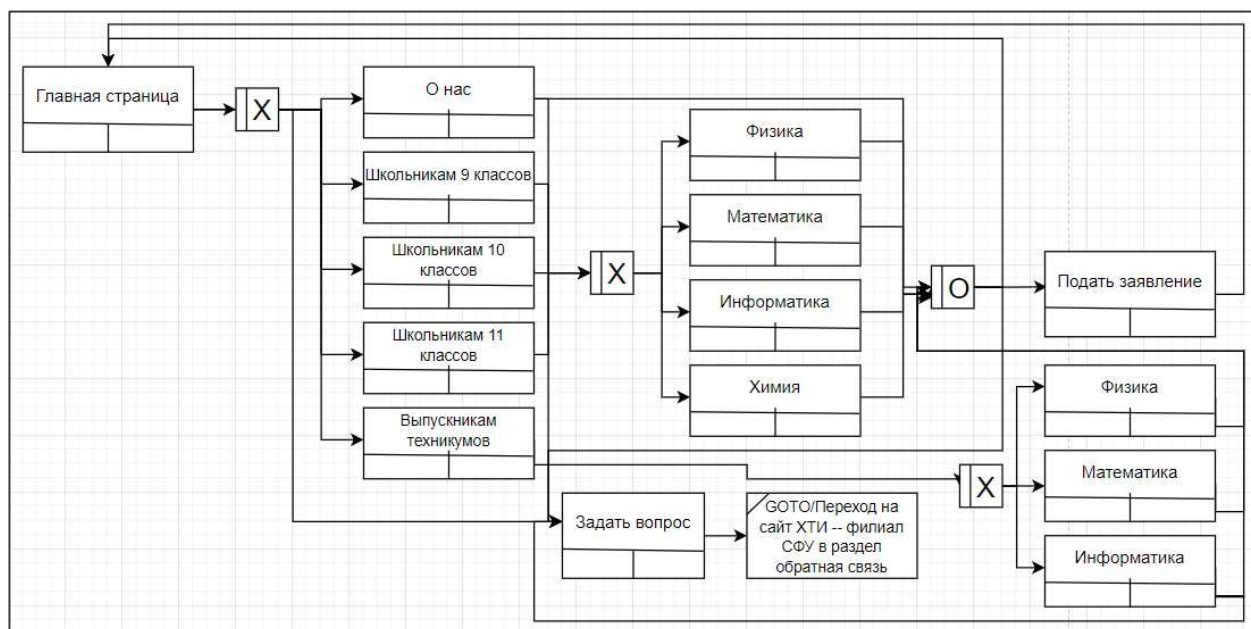 Главная страница
X
О нас
Школьникам 9 классов
Школьникам 10
классов
Школьникам 11
классов
Выпускникам
техникумов
X
Физика
Математика
Информатика
Химия
O
Подать заявление
X
Физика
Математика
Информатика
Задать вопрос
GOTO/Переход на
сайт ХТИ -- филиал
СФУ в раздел
обратная связь